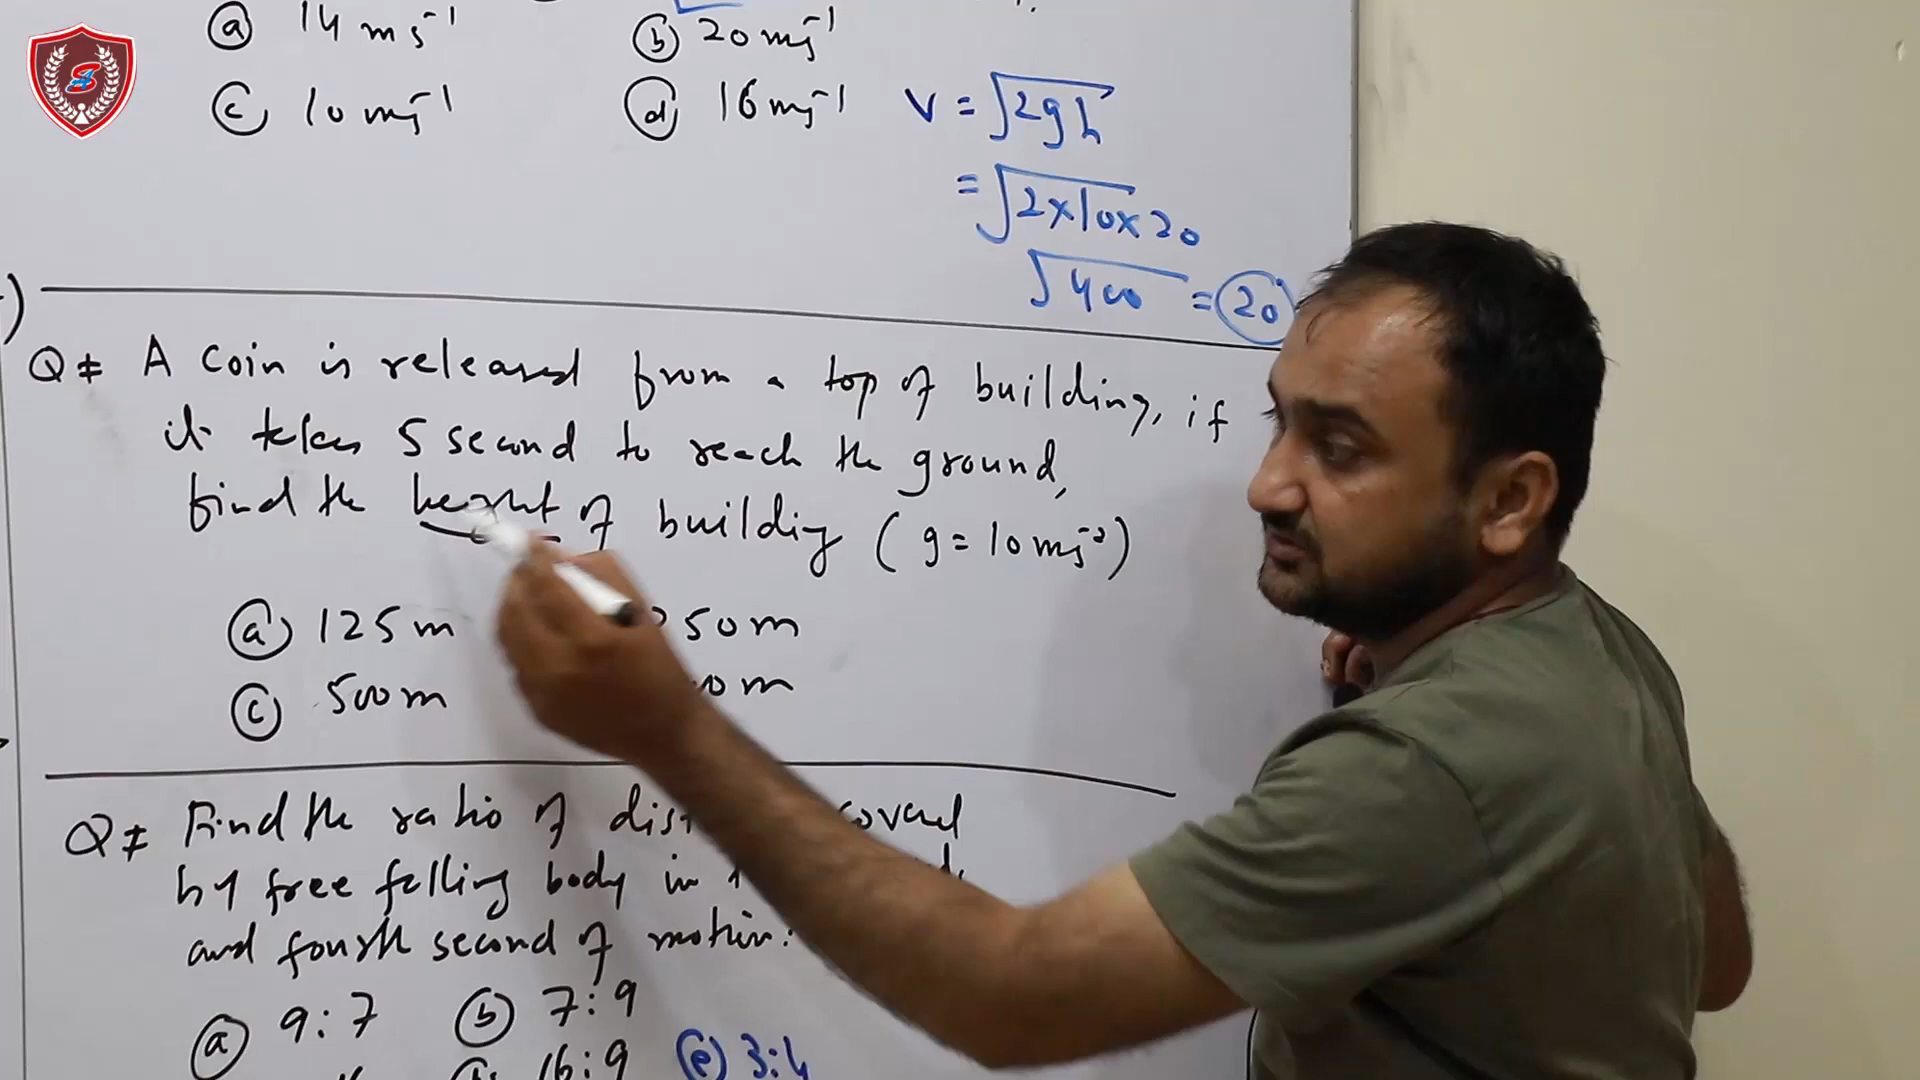 ⓐ 14 ms⁻¹ ⓑ 20 ms⁻¹
ⓒ 10 ms⁻¹ ⓓ 16 ms⁻¹
V = √2gh
= √2×10×20
√400 = 20
Q≠ A coin is released from a top of building, if
it takes 5 second to reach the ground,
find the height of building (g = 10 ms⁻²)
ⓐ 125 m 250 m
ⓒ 500 m 0 m
Q≠ Find the ratio of dist covered
by free falling body in
and fourth second of motion:
ⓐ 9:7 ⓑ 7:9
16:9 ⓔ 3:4